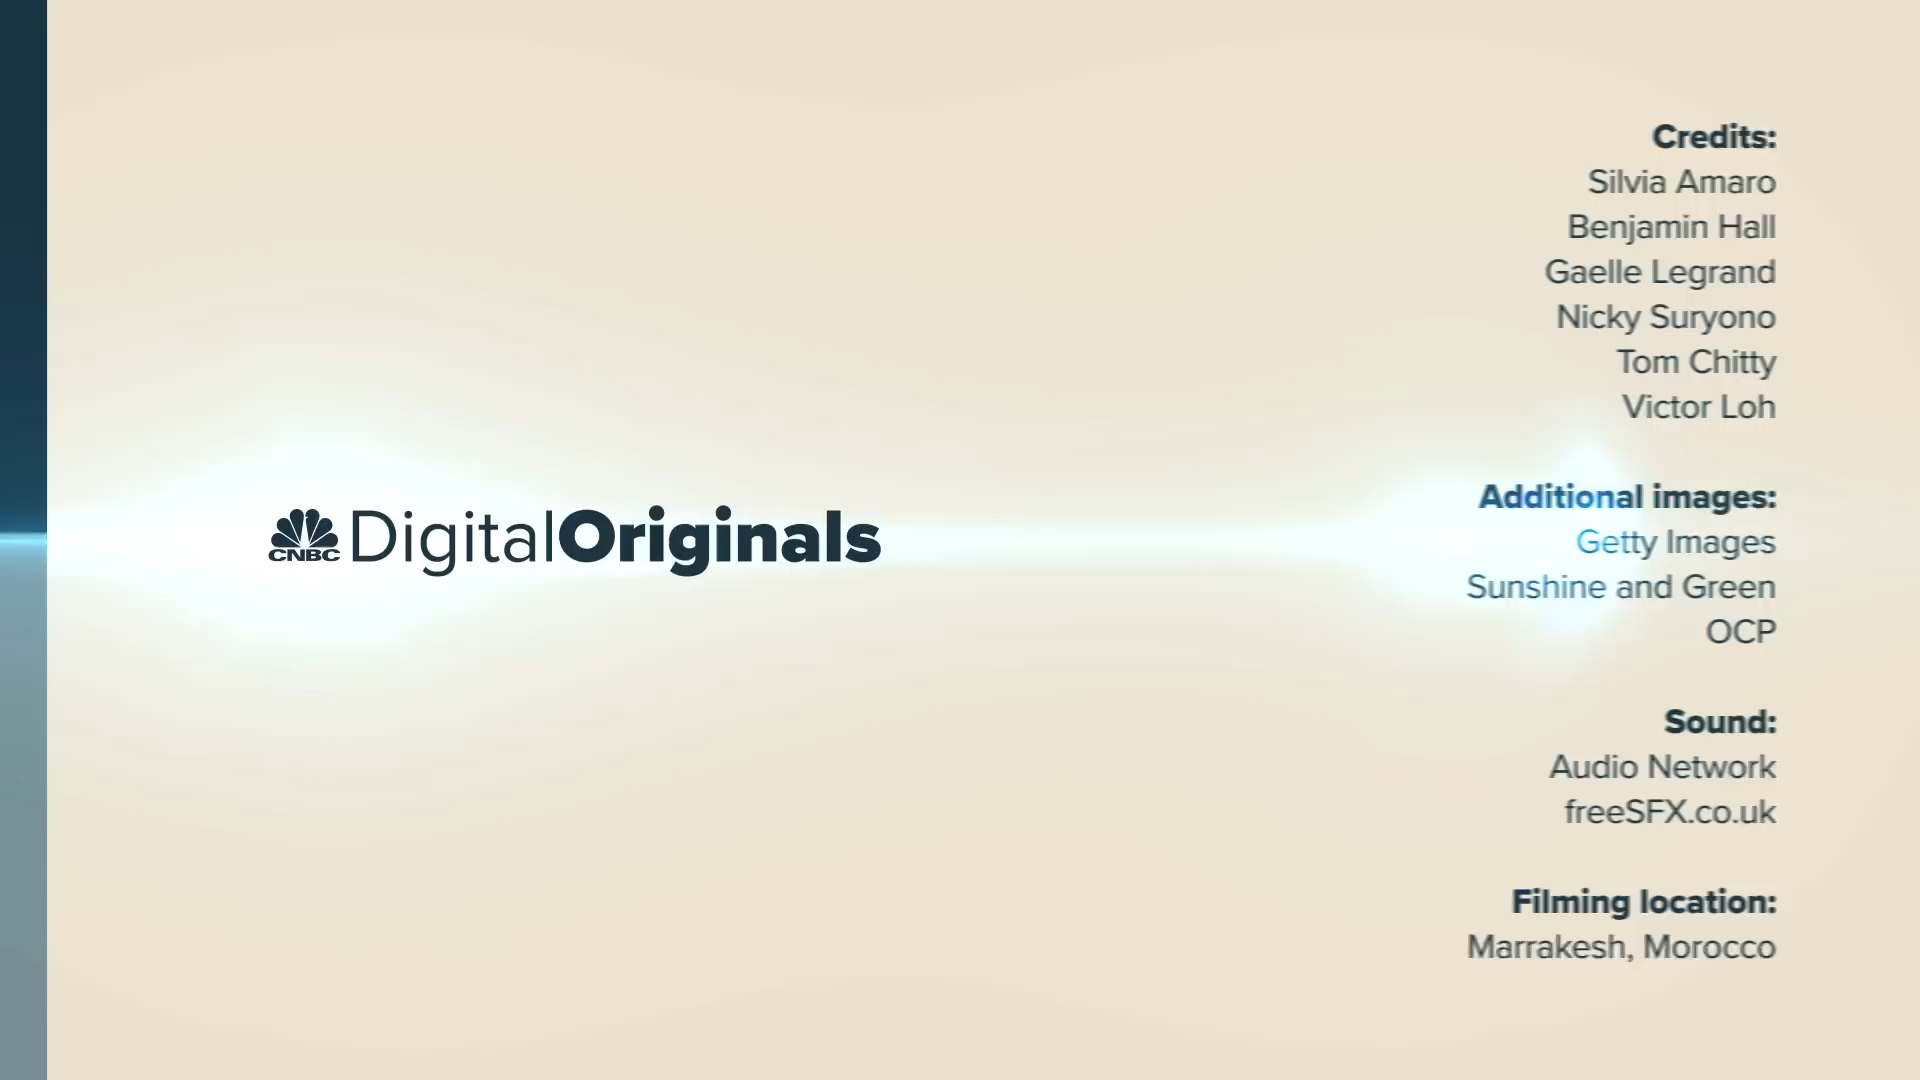 CNBC DigitalOriginals
Credits:
Silvia Amaro
Benjamin Hall
Gaelle Legrand
Nicky Suryono
Tom Chitty
Victor Loh
Additional images:
Getty Images
Sunshine and Green
OCP
Sound:
Audio Network
freeSFX.co.uk
Filming location:
Marrakesh, Morocco